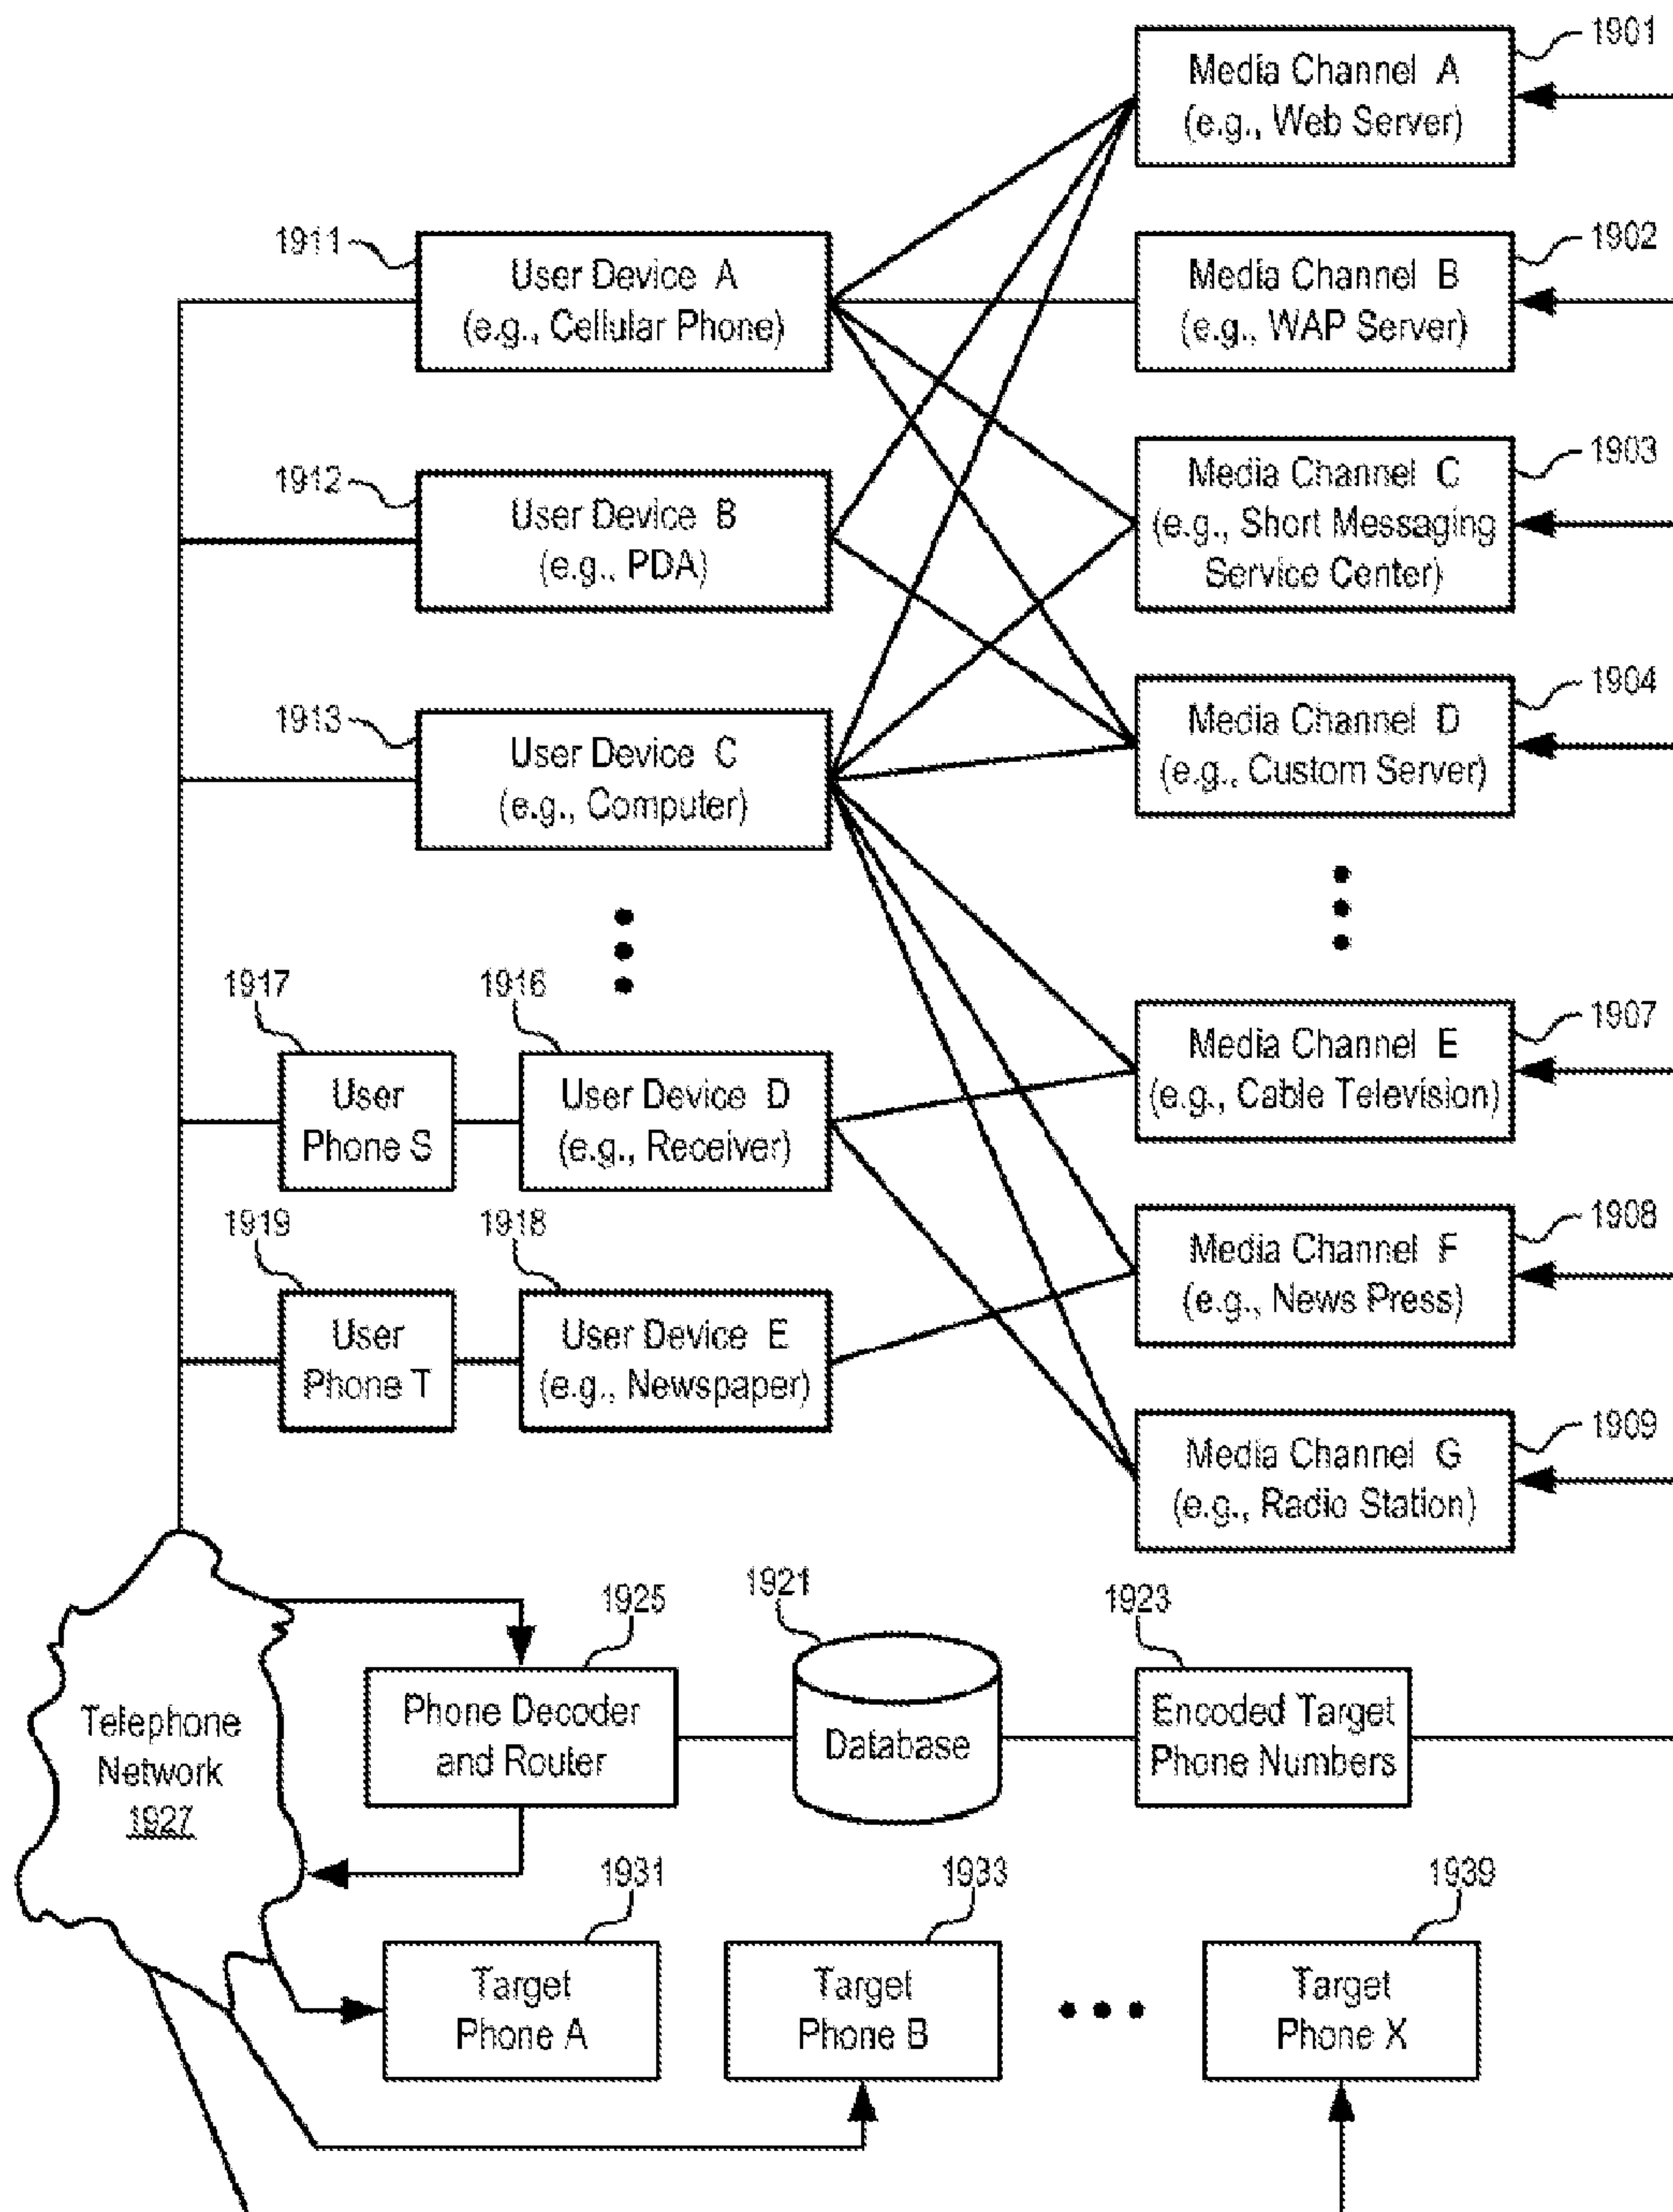 1901
Media Channel A
(e.g., Web Server)
1911
User Device A
(e.g., Cellular Phone)
1902
Media Channel B
(e.g., WAP Server)
1912
User Device B
(e.g., PDA)
1903
Media Channel C
(e.g., Short Messaging
Service Center)
1913
User Device C
(e.g., Computer)
1904
Media Channel D
(e.g., Custom Server)
1917
User
Phone S
1916
User Device D
(e.g., Receiver)
1907
Media Channel E
(e.g., Cable Television)
1919
User
Phone T
1918
User Device E
(e.g., Newspaper)
1908
Media Channel F
(e.g., News Press)
1909
Media Channel G
(e.g., Radio Station)
Telephone
Network
1927
1925
Phone Decoder
and Router
1921
Database
1923
Encoded Target
Phone Numbers
1931
Target
Phone A
1933
Target
Phone B
1939
Target
Phone X